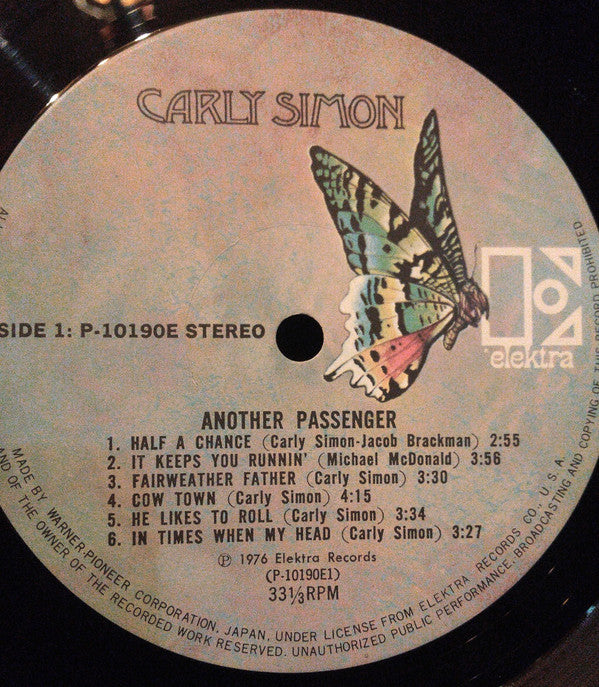 CARLY SIMON
elektra
SIDE 1: P-10190E STEREO
ANOTHER PASSENGER
1. HALF A CHANCE (Carly Simon-Jacob Brackman) 2:55
2. IT KEEPS YOU RUNNIN' (Michael McDonald) 3:56
3. FAIRWEATHER FATHER (Carly Simon) 3:30
4. COW TOWN (Carly Simon) 4:15
5. HE LIKES TO ROLL (Carly Simon) 3:34
6. IN TIMES WHEN MY HEAD (Carly Simon) 3:27
℗ 1976 Elektra Records
(P-10190E1)
33⅓RPM
MADE BY WARNER-PIONEER CORPORATION, JAPAN, UNDER LICENSE FROM ELEKTRA RECORDS CO., U.S.A.
AND OF THE OWNER OF THE RECORDED WORK RESERVED. UNAUTHORIZED PUBLIC PERFORMANCE, BROADCASTING AND COPYING OF THIS RECORD PROHIBITED